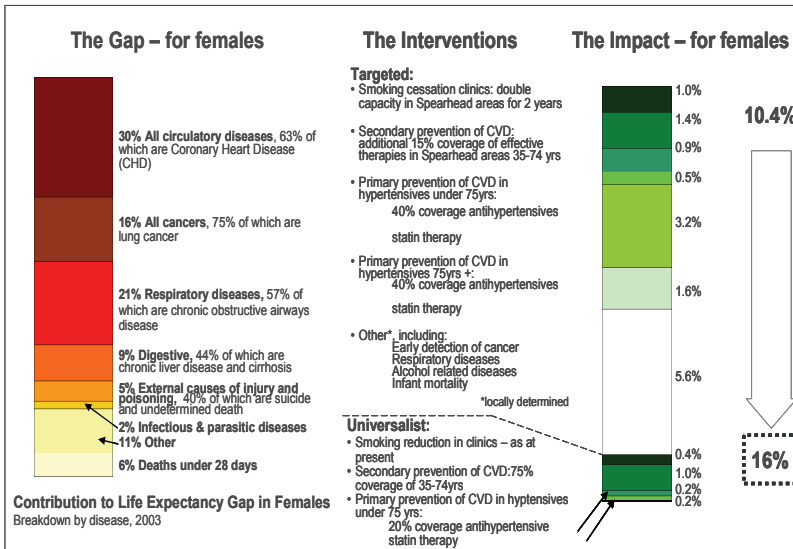 The Gap – for females
30% All circulatory diseases, 63% of
which are Coronary Heart Disease
(CHD)
16% All cancers, 75% of which are
lung cancer
21% Respiratory diseases, 57% of
which are chronic obstructive airways
disease
9% Digestive, 44% of which are
chronic liver disease and cirrhosis
5% External causes of injury and
poisoning, 40% of which are suicide
and undetermined death
2% Infectious & parasitic diseases
11% Other
6% Deaths under 28 days
Contribution to Life Expectancy Gap in Females
Breakdown by disease, 2003
The Interventions
Targeted:
• Smoking cessation clinics: double
capacity in Spearhead areas for 2 years
• Secondary prevention of CVD:
additional 15% coverage of effective
therapies in Spearhead areas 35-74 yrs
• Primary prevention of CVD in
hypertensives under 75yrs:
40% coverage antihypertensives
statin therapy
• Primary prevention of CVD in
hypertensives 75yrs +:
40% coverage antihypertensives
statin therapy
• Other*, including:
Early detection of cancer
Respiratory diseases
Alcohol related diseases
Infant mortality
*locally determined
Universalist:
• Smoking reduction in clinics – as at
present
• Secondary prevention of CVD:75%
coverage of 35-74yrs
• Primary prevention of CVD in hyptensives
under 75 yrs:
20% coverage antihypertensive
statin therapy
The Impact – for females
1.0%
1.4%
0.9%
0.5%
3.2%
1.6%
5.6%
0.4%
1.0%
0.2%
0.2%
10.4%
16%